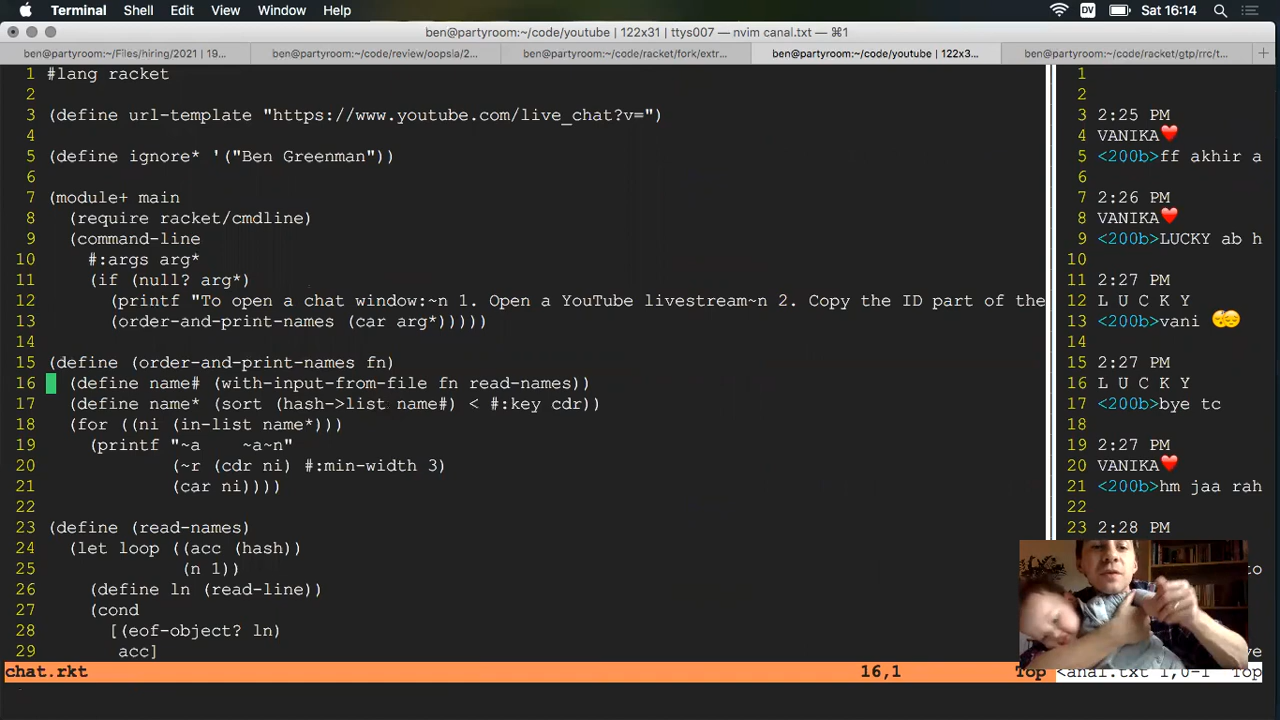 Terminal Shell Edit View Window Help DV Sat 16:14
ben@partyroom:~/code/youtube | 122x31 | ttys007 — nvim canal.txt — ⌘1
ben@partyroom:~/Files/hiring/2021 | 19... ben@partyroom:~/code/review/oopsia/2... ben@partyroom:~/code/racket/fork/extr... ben@partyroom:~/code/youtube | 122x3... ben@partyroom:~/code/racket/gtp/rrc/t... +
1 #lang racket
2
3 (define url-template "https://www.youtube.com/live_chat?v=")
4
5 (define ignore* '("Ben Greenman"))
6
7 (module+ main
8 (require racket/cmdline)
9 (command-line
10 #:args arg*
11 (if (null? arg*)
12 (printf "To open a chat window:~n 1. Open a YouTube livestream~n 2. Copy the ID part of the
13 (order-and-print-names (car arg*)))))
14
15 (define (order-and-print-names fn)
16 (define name# (with-input-from-file fn read-names))
17 (define name* (sort (hash->list name#) < #:key cdr))
18 (for ((ni (in-list name*)))
19 (printf "~a    ~a~n"
20 (~r (cdr ni) #:min-width 3)
21 (car ni))))
22
23 (define (read-names)
24 (let loop ((acc (hash))
25 (n 1))
26 (define ln (read-line))
27 (cond
28 [(eof-object? ln)
29 acc]
chat.rkt 16,1 Top
1
2
3 2:25 PM
4 VANIKA❤️
5 <200b>ff akhir a
6
7 2:26 PM
8 VANIKA❤️
9 <200b>LUCKY ab h
10
11 2:27 PM
12 L U C K Y
13 <200b>vani 😴😔
14
15 2:27 PM
16 L U C K Y
17 <200b>bye tc
18
19 2:27 PM
20 VANIKA❤️
21 <200b>hm jaa rah
22
23 2:28 PM
to
ve
<anal.txt 1,0-1 Top